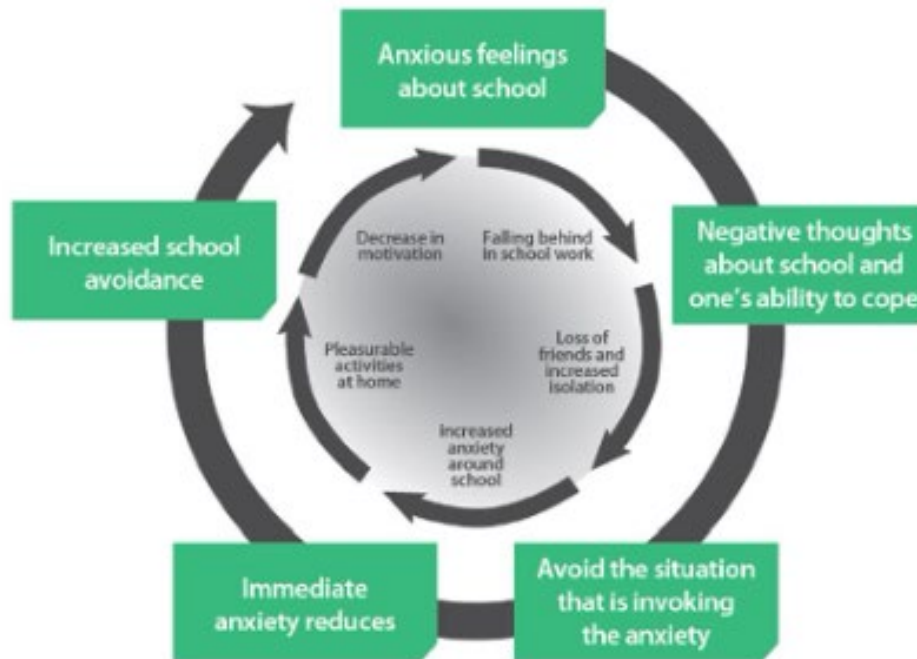 Anxious feelings
about school
Negative thoughts
about school and
one's ability to cope
Avoid the situation
that is invoking
the anxiety
Immediate
anxiety reduces
Increased school
avoidance
Falling behind
in school work
Loss of
friends and
increased
isolation
Increased
anxiety
around
school
Pleasurable
activities
at home
Decrease in
motivation